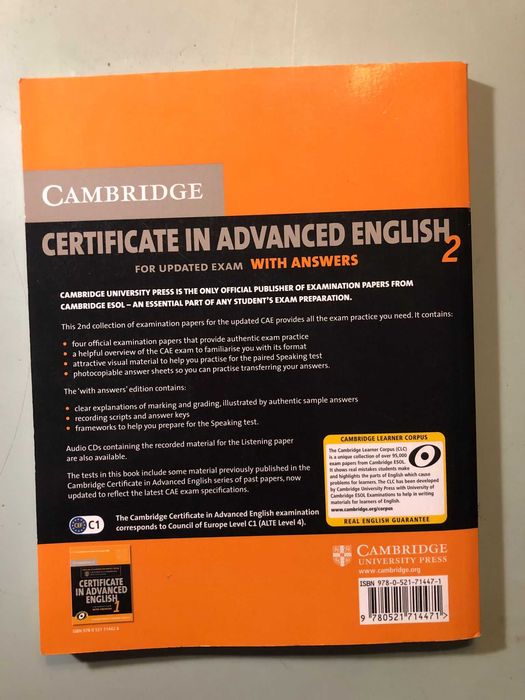 CAMBRIDGE
CERTIFICATE IN ADVANCED ENGLISH 2
FOR UPDATED EXAM WITH ANSWERS
CAMBRIDGE UNIVERSITY PRESS IS THE ONLY OFFICIAL PUBLISHER OF EXAMINATION PAPERS FROM
CAMBRIDGE ESOL – AN ESSENTIAL PART OF ANY STUDENT'S EXAM PREPARATION.
This 2nd collection of examination papers for the updated CAE provides all the exam practice you need. It contains:
• four official examination papers that provide authentic exam practice
• a helpful overview of the CAE exam to familiarise you with its format
• attractive visual material to help you practise for the paired Speaking test
• photocopiable answer sheets so you can practise transferring your answers.
The 'with answers' edition contains:
• clear explanations of marking and grading, illustrated by authentic sample answers
• recording scripts and answer keys
• frameworks to help you prepare for the Speaking test.
Audio CDs containing the recorded material for the Listening paper
are also available.
The tests in this book include some material previously published in the
Cambridge Certificate in Advanced English series of past papers, now
updated to reflect the latest CAE exam specifications.
CEF C1
The Cambridge Certificate in Advanced English examination
corresponds to Council of Europe Level C1 (ALTE Level 4).
CAMBRIDGE LEARNER CORPUS
The Cambridge Learner Corpus (CLC)
is a unique collection of over 95,000
exam papers from Cambridge ESOL.
It shows real mistakes students make
and highlights the parts of English which cause
problems for learners. The CLC has been developed
by Cambridge University Press with University of
Cambridge ESOL Examinations to help in writing
materials for learners of English.
www.cambridge.org/corpus
REAL ENGLISH GUARANTEE
CERTIFICATE IN ADVANCED
ENGLISH 1
WITH ANSWERS
ISBN 978 0 521 71442 6
CAMBRIDGE
UNIVERSITY PRESS
www.cambridge.org
ISBN 978-0-521-71447-1
9 780521 714471 >